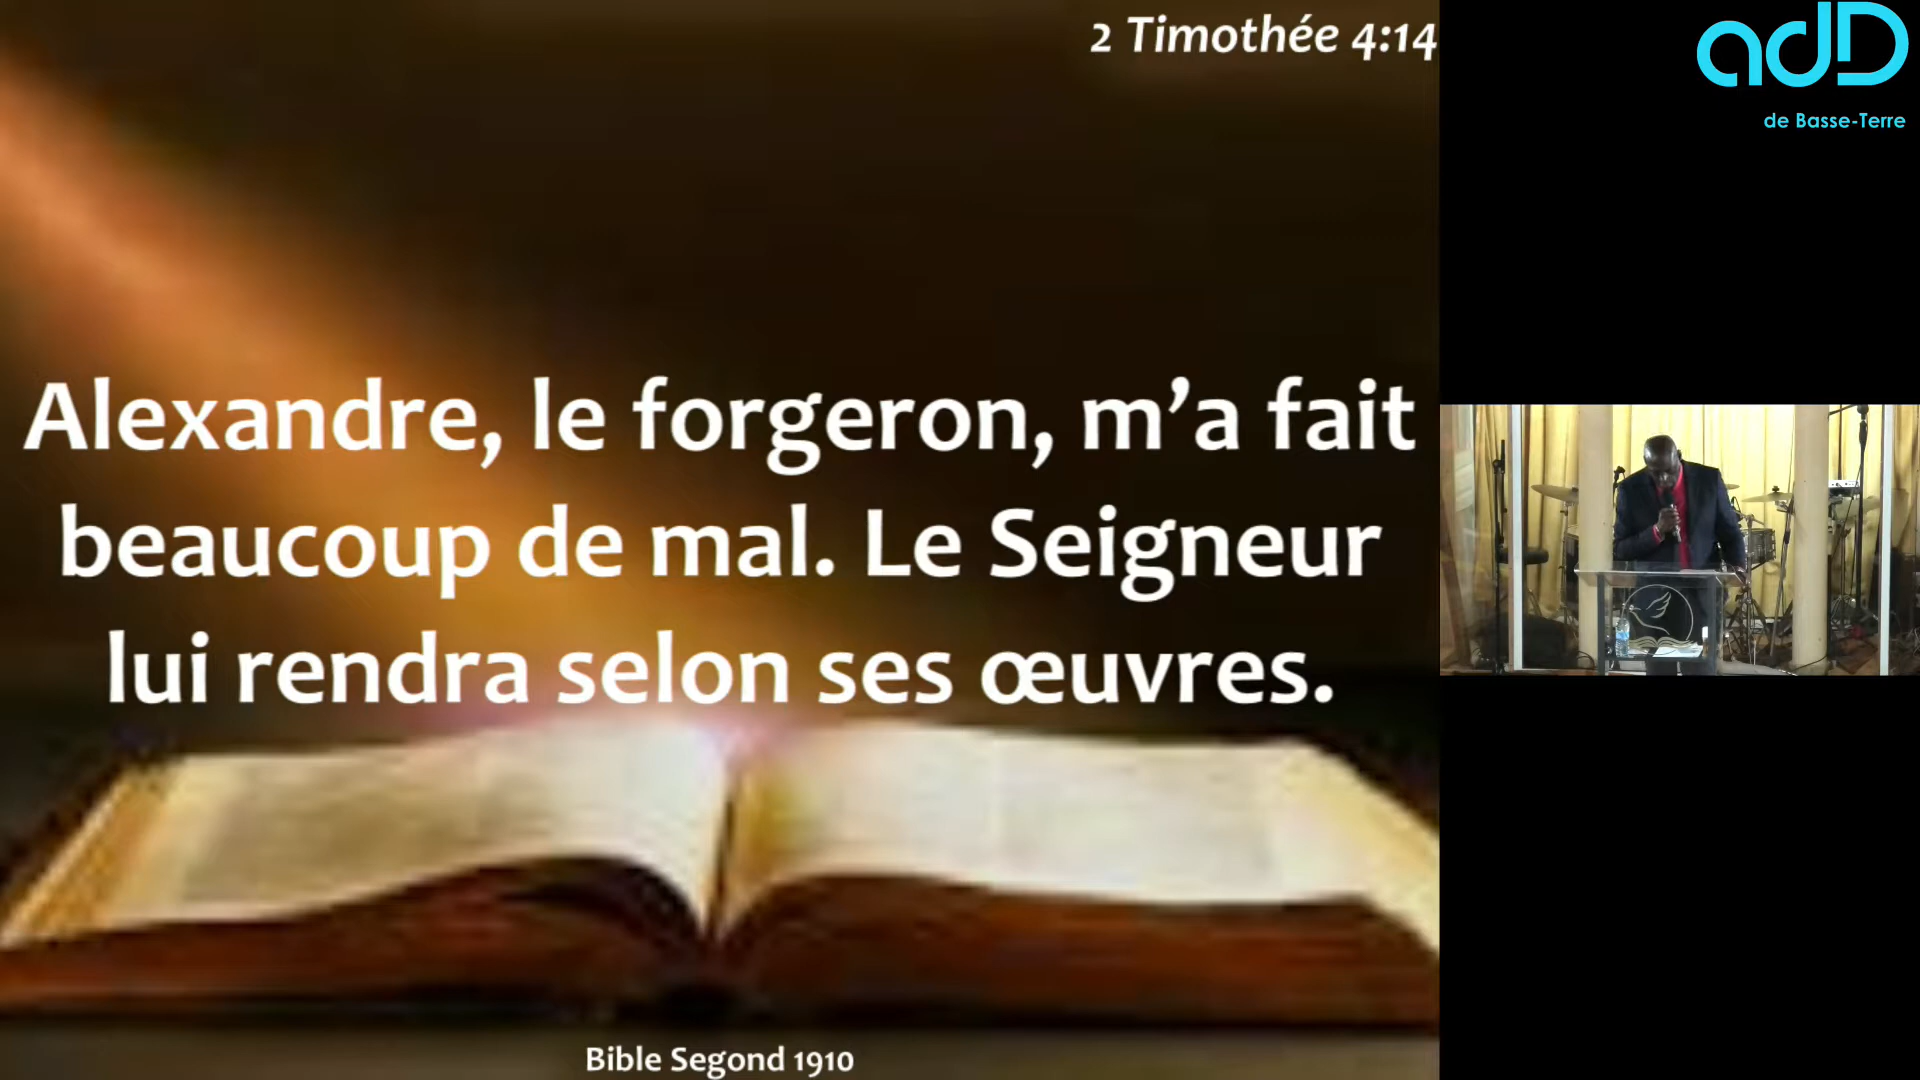 2 Timothée 4:14
Alexandre, le forgeron, m’a fait
beaucoup de mal. Le Seigneur
lui rendra selon ses œuvres.
Bible Segond 1910
adD
de Basse-Terre